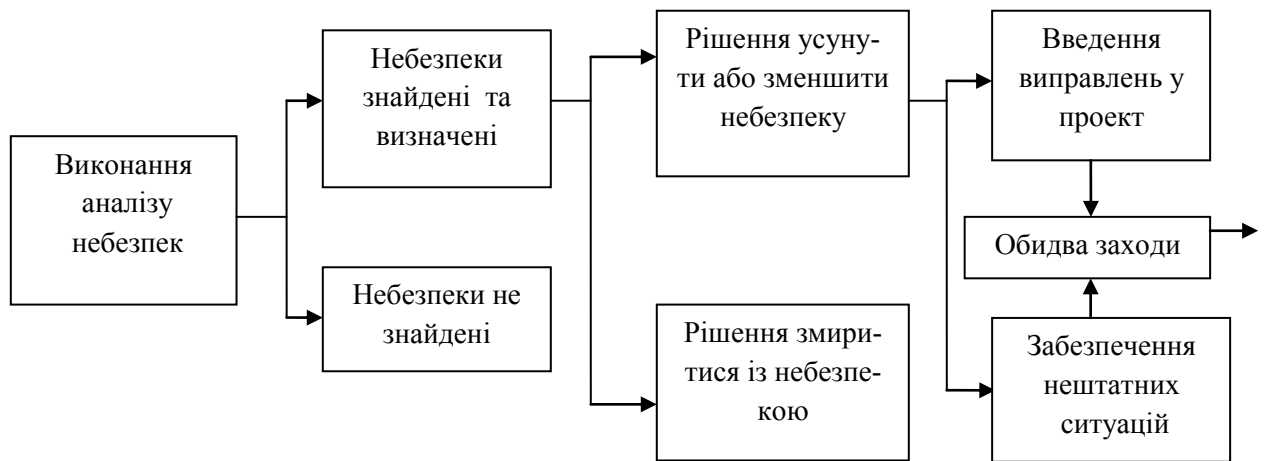 Виконання
аналізу
небезпек
Небезпеки
знайдені та
визначені
Небезпеки не
знайдені
Рішення усуну-
ти або зменшити
небезпеку
Рішення змири-
тися із небезпе-
кою
Введення
виправлень у
проект
Обидва заходи
Забезпечення
нештатних
ситуацій